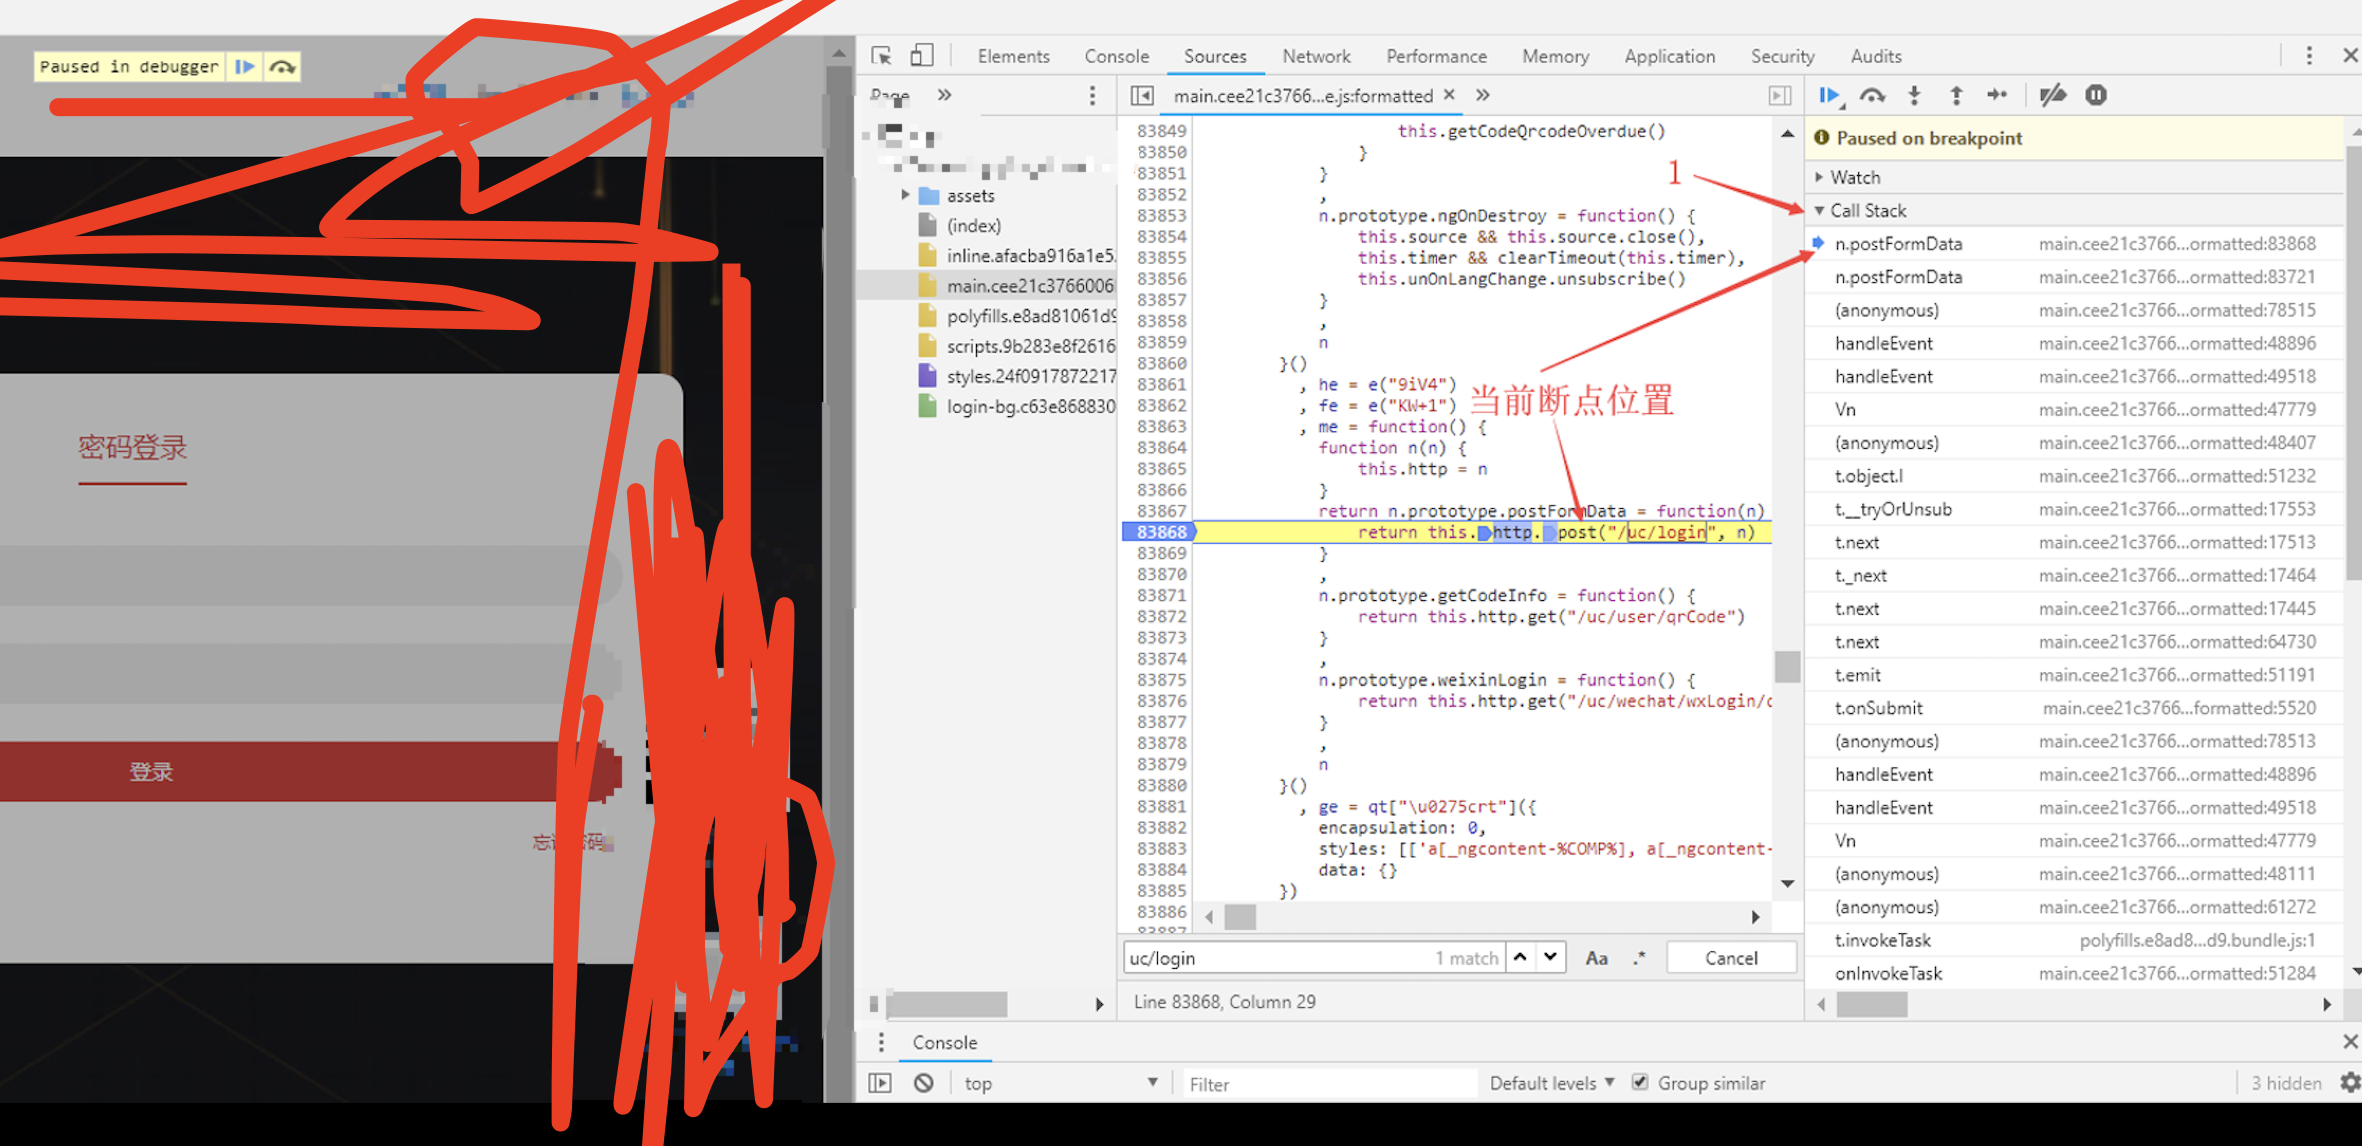 Paused in debugger
密码登录
登录
Elements Console Sources Network Performance Memory Application Security Audits
Page
main.cee21c3766...e.js:formatted
assets
(index)
inline.afacba916a1e5.
main.cee21c3766006
polyfills.e8ad81061d9
scripts.9b283e8f2616
styles.24f0917872217
login-bg.c63e868830
83849 this.getCodeQrcodeOverdue()
83850 }
83851 }
83852 ,
83853 n.prototype.ngOnDestroy = function() {
83854 this.source && this.source.close(),
83855 this.timer && clearTimeout(this.timer),
83856 this.unOnLangChange.unsubscribe()
83857 }
83858 ,
83859 n
83860 }()
83861 , he = e("9iV4")
83862 , fe = e("KW+1")
83863 , me = function() {
83864 function n(n) {
83865 this.http = n
83866 }
83867 return n.prototype.postFormData = function(n)
83868 return this.http.post("/uc/login", n)
83869 }
83870 ,
83871 n.prototype.getCodeInfo = function() {
83872 return this.http.get("/uc/user/qrCode")
83873 }
83874 ,
83875 n.prototype.weixinLogin = function() {
83876 return this.http.get("/uc/wechat/wxLogin/
83877 }
83878 ,
83879 n
83880 }()
83881 , ge = qt["\u0275crt"]({
83882 encapsulation: 0,
83883 styles: [['a[_ngcontent-%COMP%], a[_ngcontent-
83884 data: {}
83885 })
83886
1
当前断点位置
uc/login 1 match Aa .* Cancel
Line 83868, Column 29
Paused on breakpoint
Watch
Call Stack
n.postFormData main.cee21c3766...ormatted:83868
n.postFormData main.cee21c3766...ormatted:83721
(anonymous) main.cee21c3766...ormatted:78515
handleEvent main.cee21c3766...ormatted:48896
handleEvent main.cee21c3766...ormatted:49518
Vn main.cee21c3766...ormatted:47779
(anonymous) main.cee21c3766...ormatted:48407
t.object.l main.cee21c3766...ormatted:51232
t.__tryOrUnsub main.cee21c3766...ormatted:17553
t.next main.cee21c3766...ormatted:17513
t._next main.cee21c3766...ormatted:17464
t.next main.cee21c3766...ormatted:17445
t.next main.cee21c3766...ormatted:64730
t.emit main.cee21c3766...ormatted:51191
t.onSubmit main.cee21c3766...formatted:5520
(anonymous) main.cee21c3766...ormatted:78513
handleEvent main.cee21c3766...ormatted:48896
handleEvent main.cee21c3766...ormatted:49518
Vn main.cee21c3766...ormatted:47779
(anonymous) main.cee21c3766...ormatted:48111
(anonymous) main.cee21c3766...ormatted:61272
t.invokeTask polyfills.e8ad8...d9.bundle.js:1
onInvokeTask main.cee21c3766...ormatted:51284
Console
top Filter Default levels Group similar 3 hidden